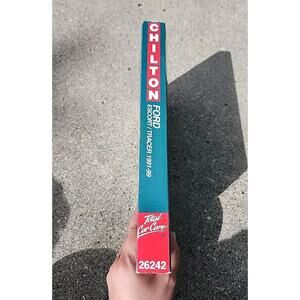 CHILTON
FORD
ESCORT/TRACER 1991-99
Total
Car Care
26242